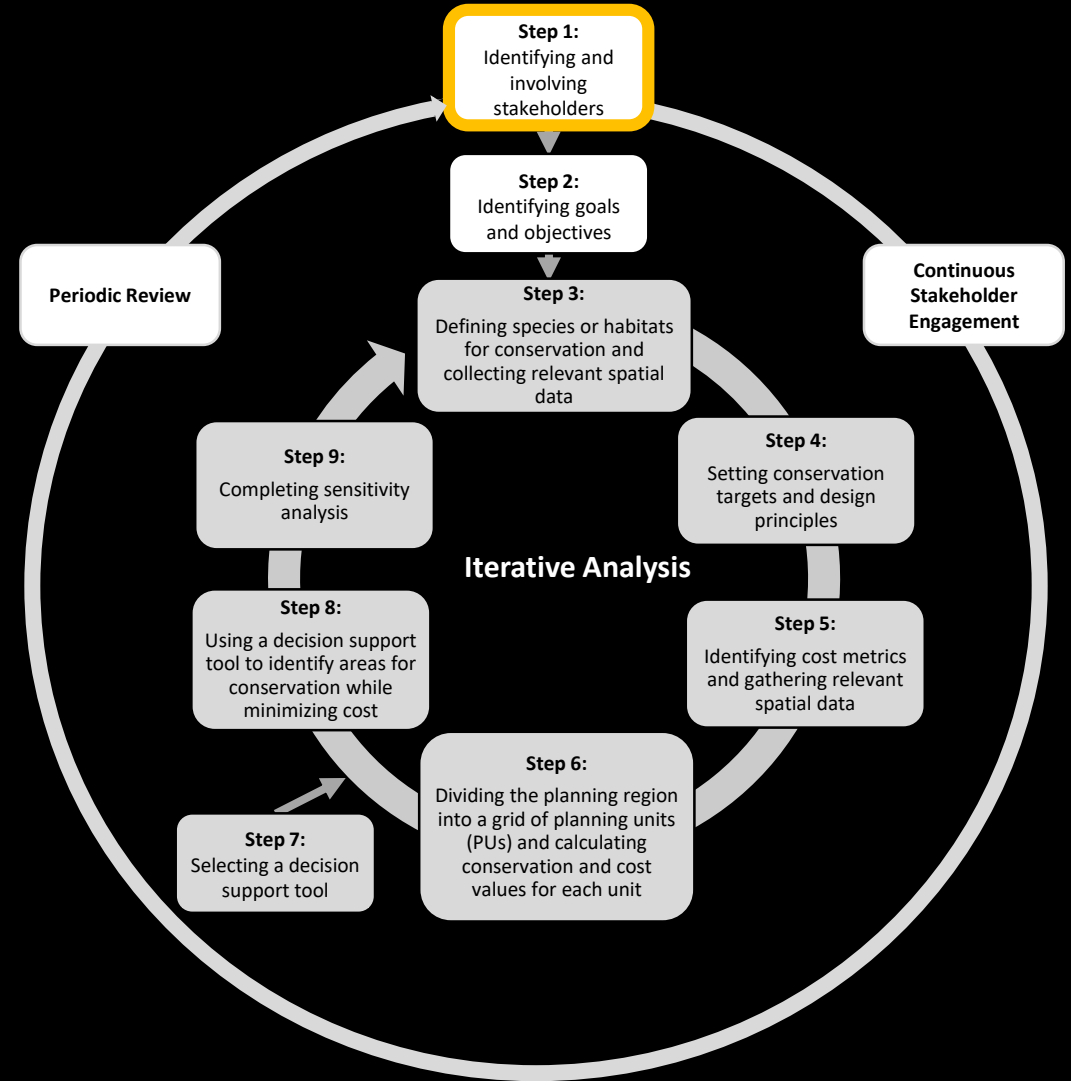 Step 1:
Identifying and
involving
stakeholders
Step 2:
Identifying goals
and objectives
Periodic Review
Continuous
Stakeholder
Engagement
Step 3:
Defining species or habitats
for conservation and
collecting relevant spatial
data
Step 4:
Setting conservation
targets and design
principles
Step 9:
Completing sensitivity
analysis
Iterative Analysis
Step 5:
Identifying cost metrics
and gathering relevant
spatial data
Step 8:
Using a decision support
tool to identify areas for
conservation while
minimizing cost
Step 6:
Dividing the planning region
into a grid of planning units
(PUs) and calculating
conservation and cost
values for each unit
Step 7:
Selecting a decision
support tool